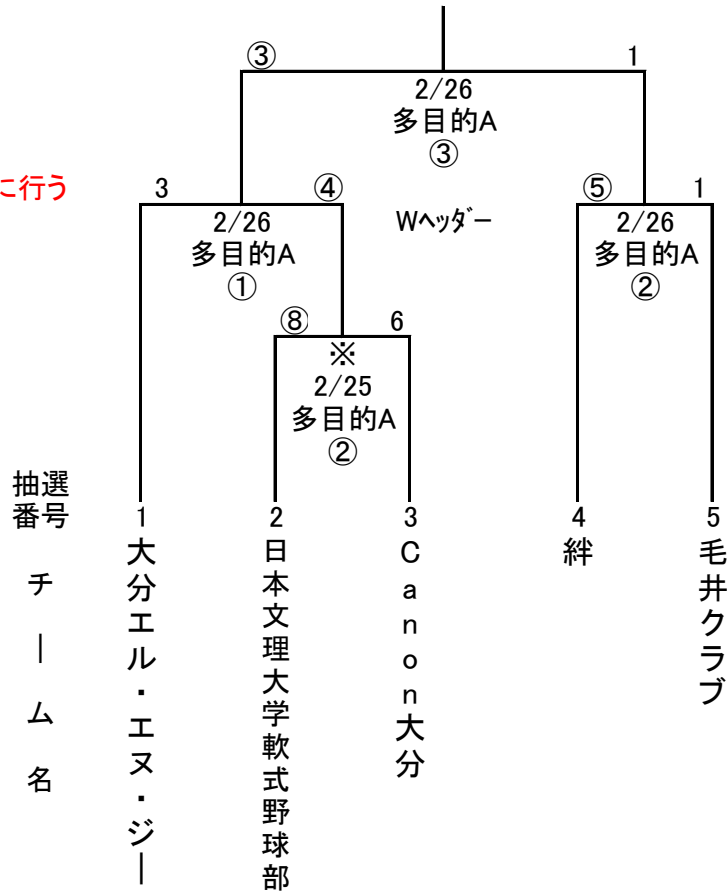 ③ 1
2/26
多目的A
③
に行う
3 ④ Wヘッダー ⑤ 1
2/26 2/26
多目的A 多目的A
① ②
⑧ 6
※
2/25
多目的A
②
抽選
番号
1 2 3 4 5
チーム名
大分エル・エヌ・ジー
日本文理大学軟式野球部
Canon大分
絆
毛井クラブ